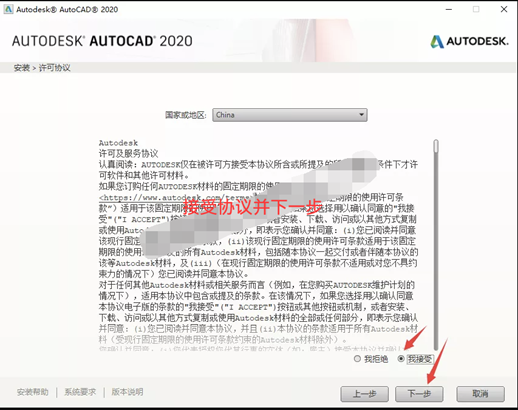 Autodesk® AutoCAD® 2020
AUTODESK® AUTOCAD® 2020
AUTODESK.
安装 > 许可协议
国家或地区:
China
Autodesk
许可及服务协议
认真阅读: AUTODESK仅在被许可方接受本协议所含或所提及的 条件下才许
可软件和其他许可材料。
如果您订购任何AUTODESK材料的固定期限的使
<https://www.autodesk.com/terms 固定期限的使用许可条
款”)适用于该固定期限 如果您选择用以确认同意的"我接
接受协议并下一步
受"("I ACCEPT")按 或者安装、下载、访问或以其他方式复制
或使用Auto 即表示您确认并同意: (i)您已阅读并同意
该现行固定 (ii)该现行固定期限的使用许可条款适用于该固定
期限的使用 的所有Autodesk材料,包括随本协议一起交付或者伴随本协议的
该等Autodesk材料,及(iii) (在现行固定期限的使用许可条款不适用或对您不具约
束力的情况下) 您已阅读并同意本协议。
对于任何其他Autodesk材料或相关服务而言(例如,在您购买AUTODESK维护计划的
情况下),适用本协议中包含或提及的条款。在该情况下,如果您选择用以确认同意
本协议电子版的条款的"我接受"("I ACCEPT")按钮或其他按钮或机制,或者安装、
下载、访问或以其他方式复制或使用Autodesk材料的全部或任何部分,即表示您确认
并同意: (i)您已阅读并同意本协议,并且(ii)本协议的条款适用于所有Autodesk材
料(受现行固定期限的使用许可条款约束的Autodesk材料除外)。
我拒绝
我接受
安装帮助
系统要求
版本说明
上一步
下一步
取消